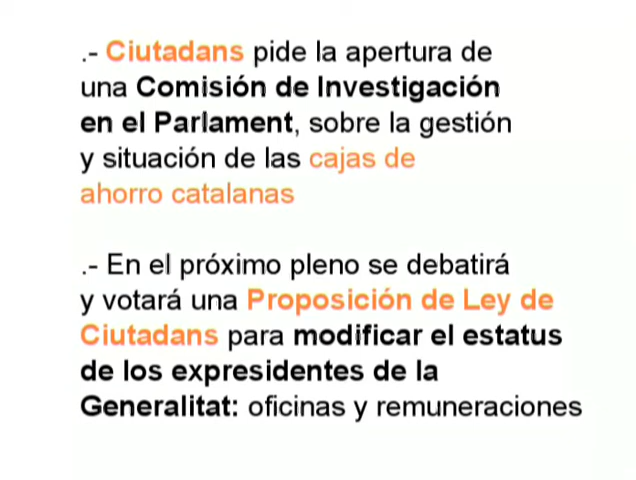 .- Ciutadans pide la apertura de
una Comisión de Investigación
en el Parlament, sobre la gestión
y situación de las cajas de
ahorro catalanas
.- En el próximo pleno se debatirá
y votará una Proposición de Ley de
Ciutadans para modificar el estatus
de los expresidentes de la
Generalitat: oficinas y remuneraciones